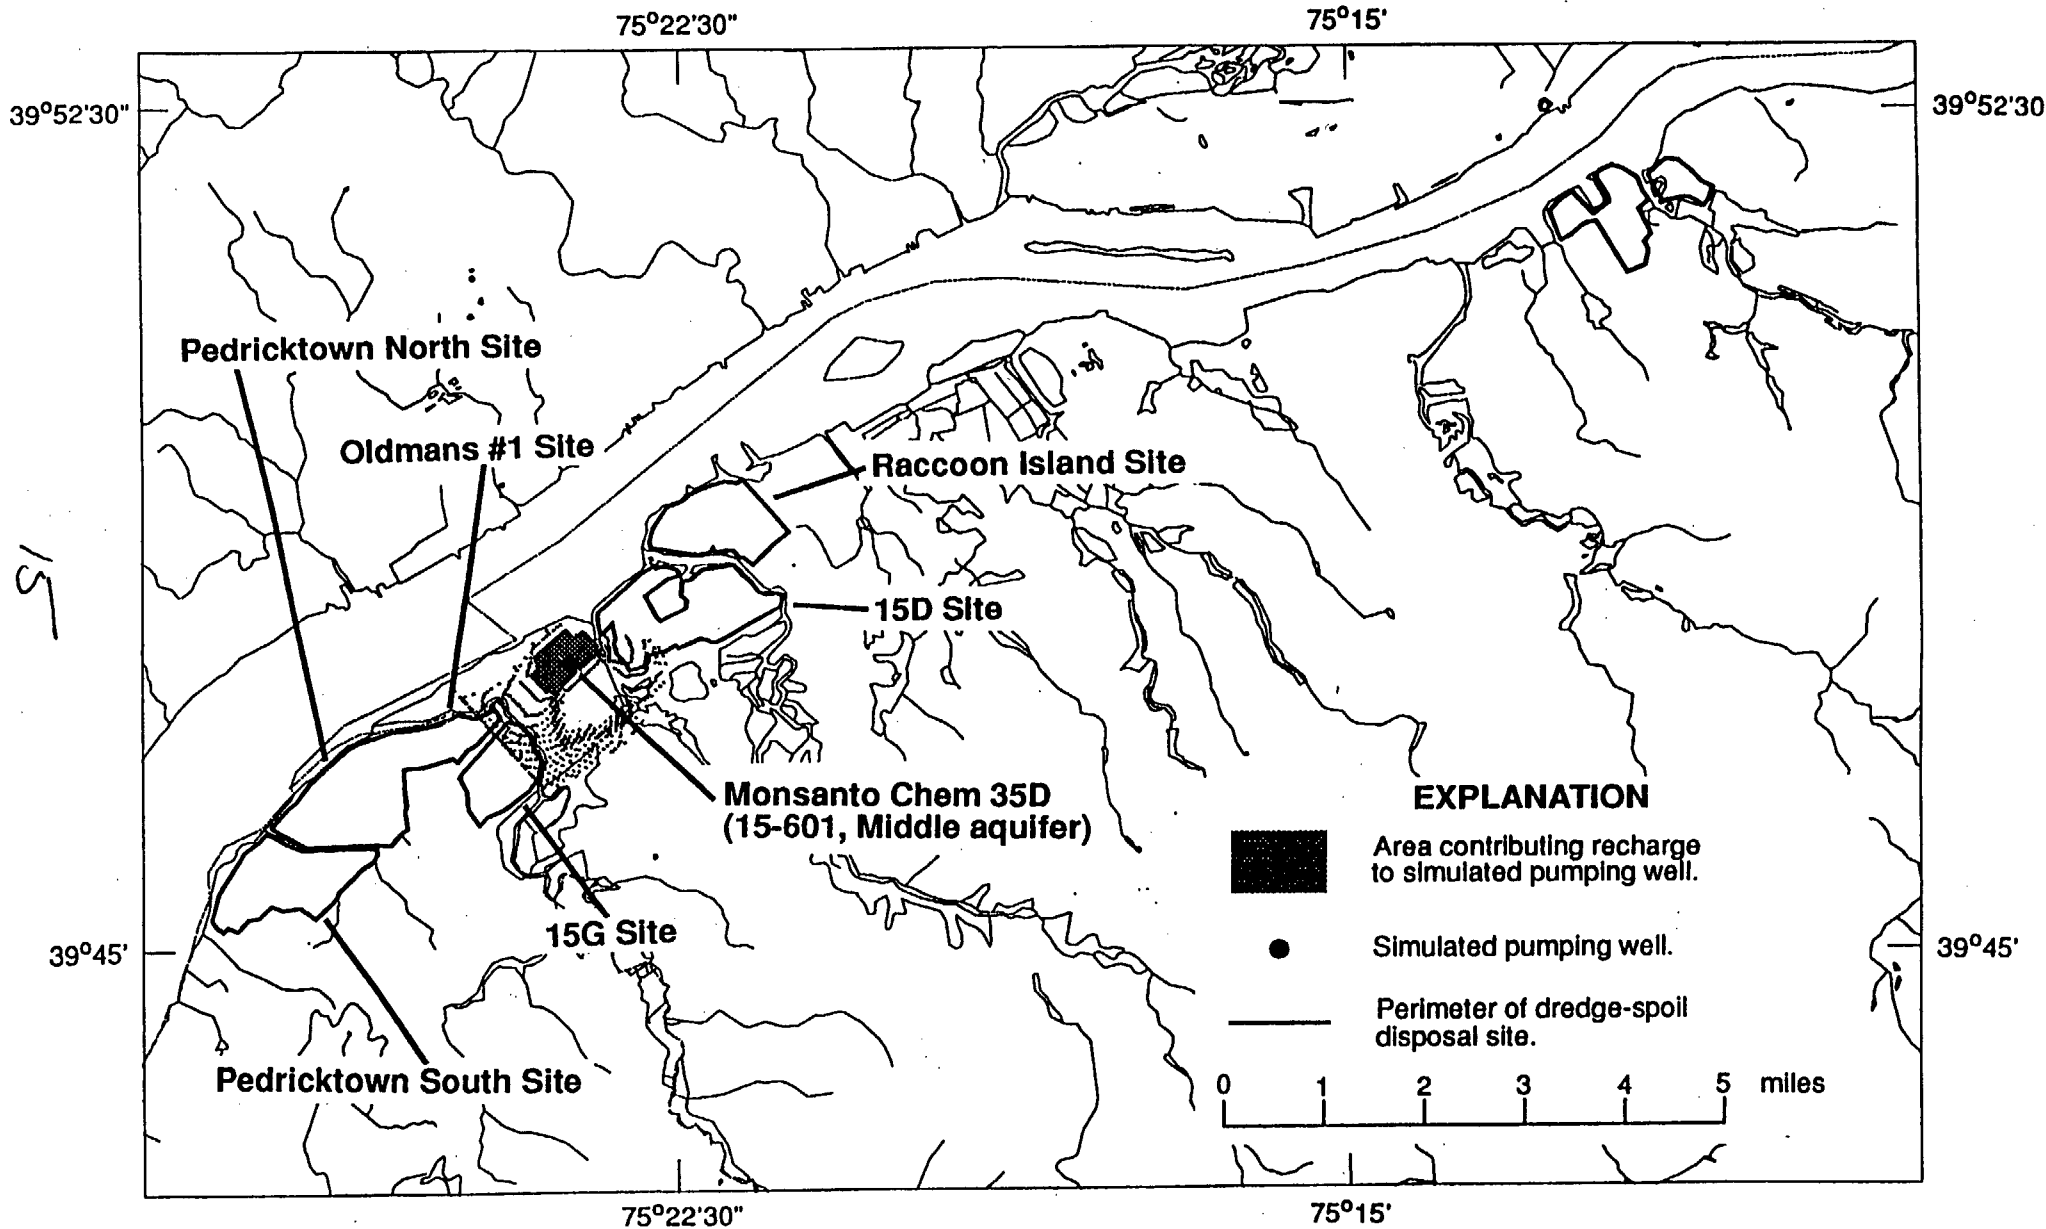 75°22'30"
75°15'
39°52'30"
39°52'30
Pedricktown North Site
Oldmans #1 Site
Raccoon Island Site
15D Site
Monsanto Chem 35D
(15-601, Middle aquifer)
15G Site
Pedricktown South Site
EXPLANATION
Area contributing recharge
to simulated pumping well.
Simulated pumping well.
Perimeter of dredge-spoil
disposal site.
0 1 2 3 4 5 miles
39°45'
39°45'
75°22'30"
75°15'